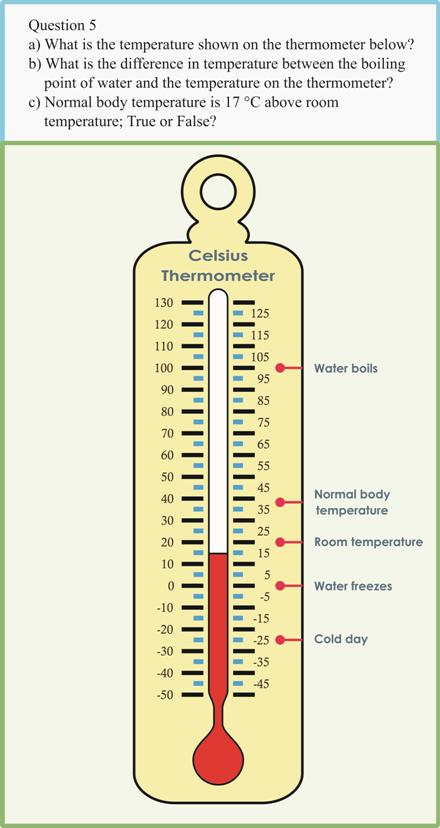 Question 5
a) What is the temperature shown on the thermometer below?
b) What is the difference in temperature between the boiling
point of water and the temperature on the thermometer?
c) Normal body temperature is 17 °C above room
temperature; True or False?
Celsius
Thermometer
130
125
120
115
110
105
100
Water boils
95
90
85
80
75
70
65
60
55
50
45
40
Normal body
temperature
35
30
25
20
Room temperature
15
10
5
0
Water freezes
-5
-10
-15
-20
-25
Cold day
-30
-35
-40
-45
-50